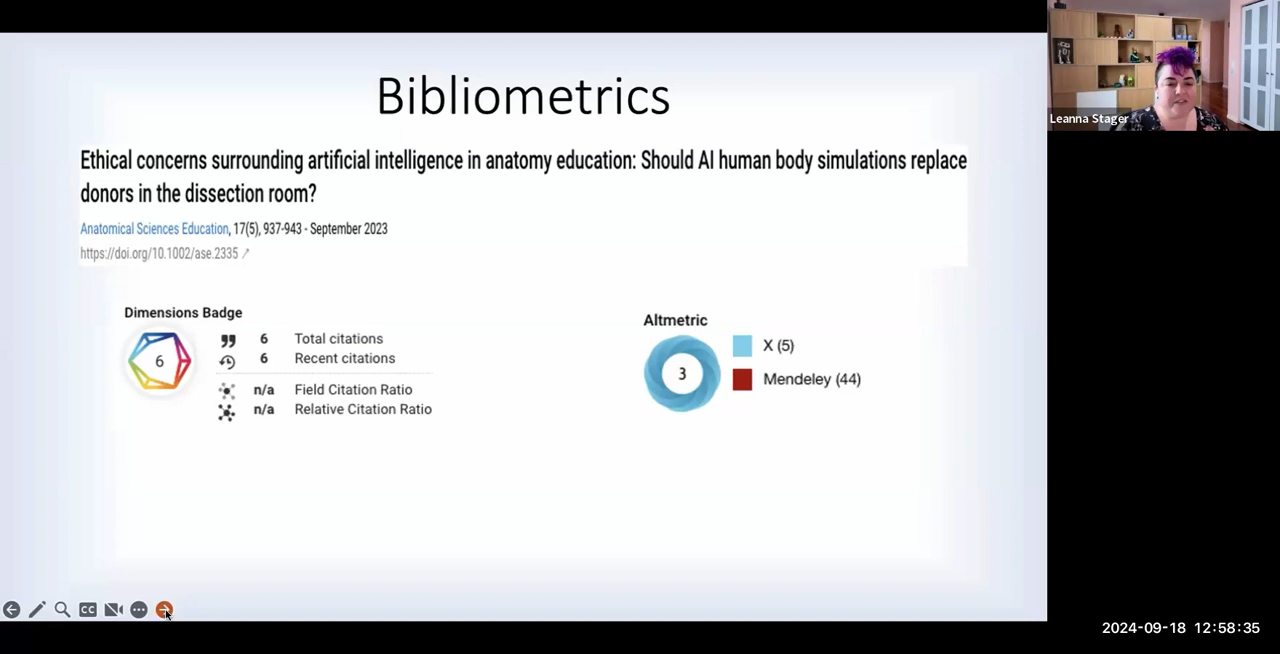 Bibliometrics
Ethical concerns surrounding artificial intelligence in anatomy education: Should AI human body simulations replace
donors in the dissection room?
Anatomical Sciences Education, 17(5), 937-943 - September 2023
https://doi.org/10.1002/ase.2335
Dimensions Badge
6
6 Total citations
6 Recent citations
n/a Field Citation Ratio
n/a Relative Citation Ratio
Altmetric
3
X (5)
Mendeley (44)
CC
Leanna Stager
2024-09-18 12:58:35